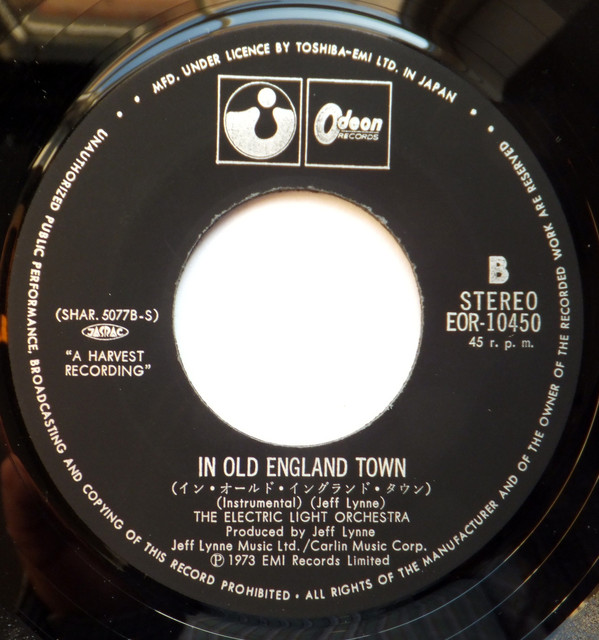 • • MFD. UNDER LICENCE BY TOSHIBA-EMI LTD. IN JAPAN • •
Odeon
RECORDS
UNAUTHORIZED PUBLIC PERFORMANCE, BROADCASTING AND COPYING OF THIS RECORD PROHIBITED • ALL RIGHTS OF THE MANUFACTURER AND OF THE OWNER OF THE RECORDED WORK ARE RESERVED
B
STEREO
EOR-10450
45 r. p. m.
(SHAR. 5077B-S)
JASRAC
"A HARVEST
RECORDING"
IN OLD ENGLAND TOWN
(イン・オールド・イングランド・タウン)
(Instrumental) (Jeff Lynne)
THE ELECTRIC LIGHT ORCHESTRA
Produced by Jeff Lynne
Jeff Lynne Music Ltd. /Carlin Music Corp.
Ⓟ 1973 EMI Records Limited